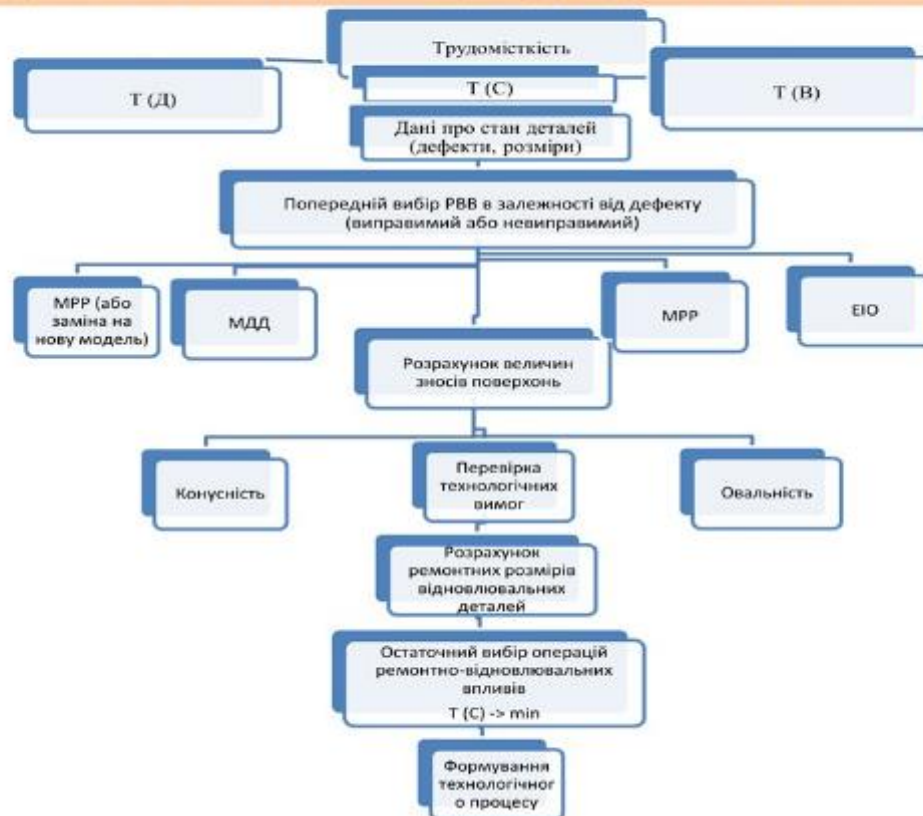 Трудомісткість
Т (Д)
Т (С)
Т (В)
Дані про стан деталей
(дефекти, розміри)
Попередній вибір РВВ в залежності від дефекту
(виправимий або невиправимий)
МРР (або
заміна на
нову модель)
МДД
МРР
ЕІО
Розрахунок величин
зносів поверхонь
Конусність
Перевірка
технологічних
вимог
Овальність
Розрахунок
ремонтних розмірів
відновлювальних
деталей
Остаточний вибір операцій
ремонтно-відновлювальних
впливів
Т (С) -> min
Формування
технологічног
о процесу